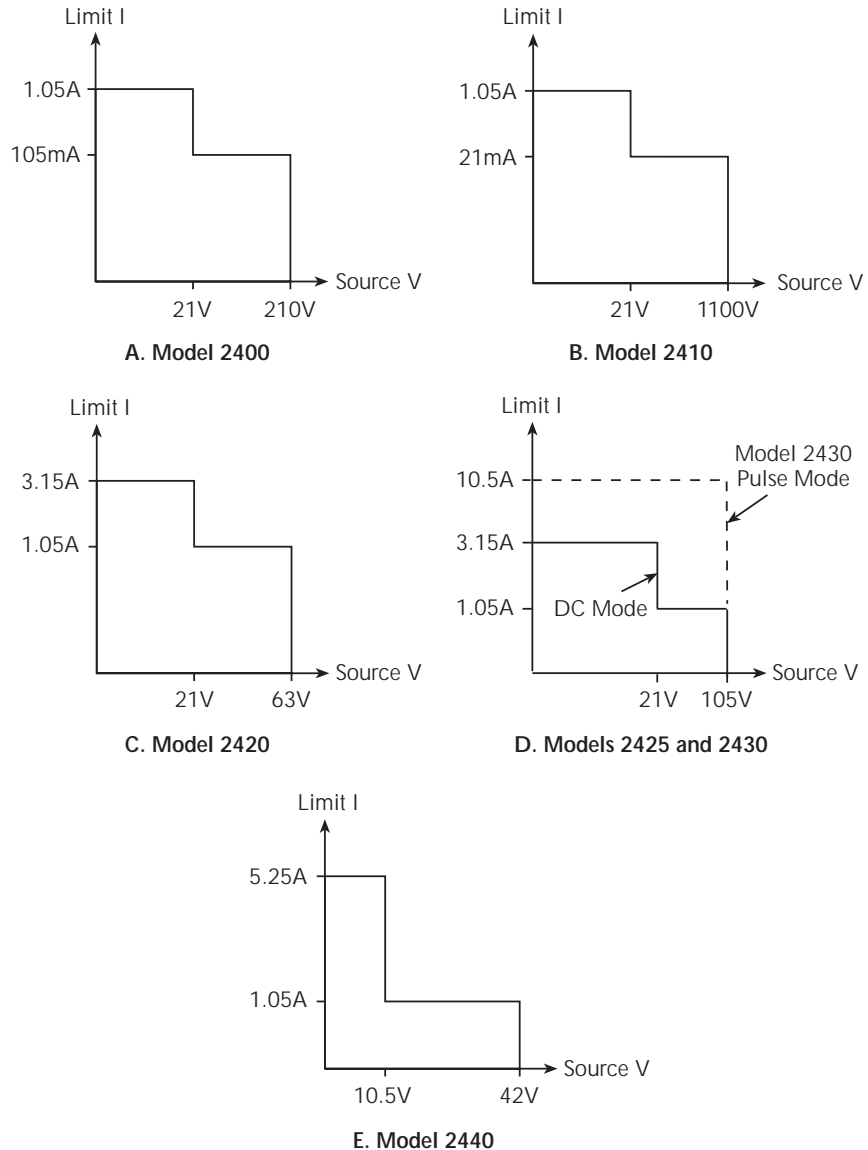 Limit I
1.05A
105mA
Source V
21V
210V
A. Model 2400
Limit I
1.05A
21mA
Source V
21V
1100V
B. Model 2410
Limit I
3.15A
1.05A
Source V
21V
63V
C. Model 2420
Limit I
10.5A
3.15A
1.05A
Model 2430
Pulse Mode
DC Mode
Source V
21V
105V
D. Models 2425 and 2430
Limit I
5.25A
1.05A
Source V
10.5V
42V
E. Model 2440